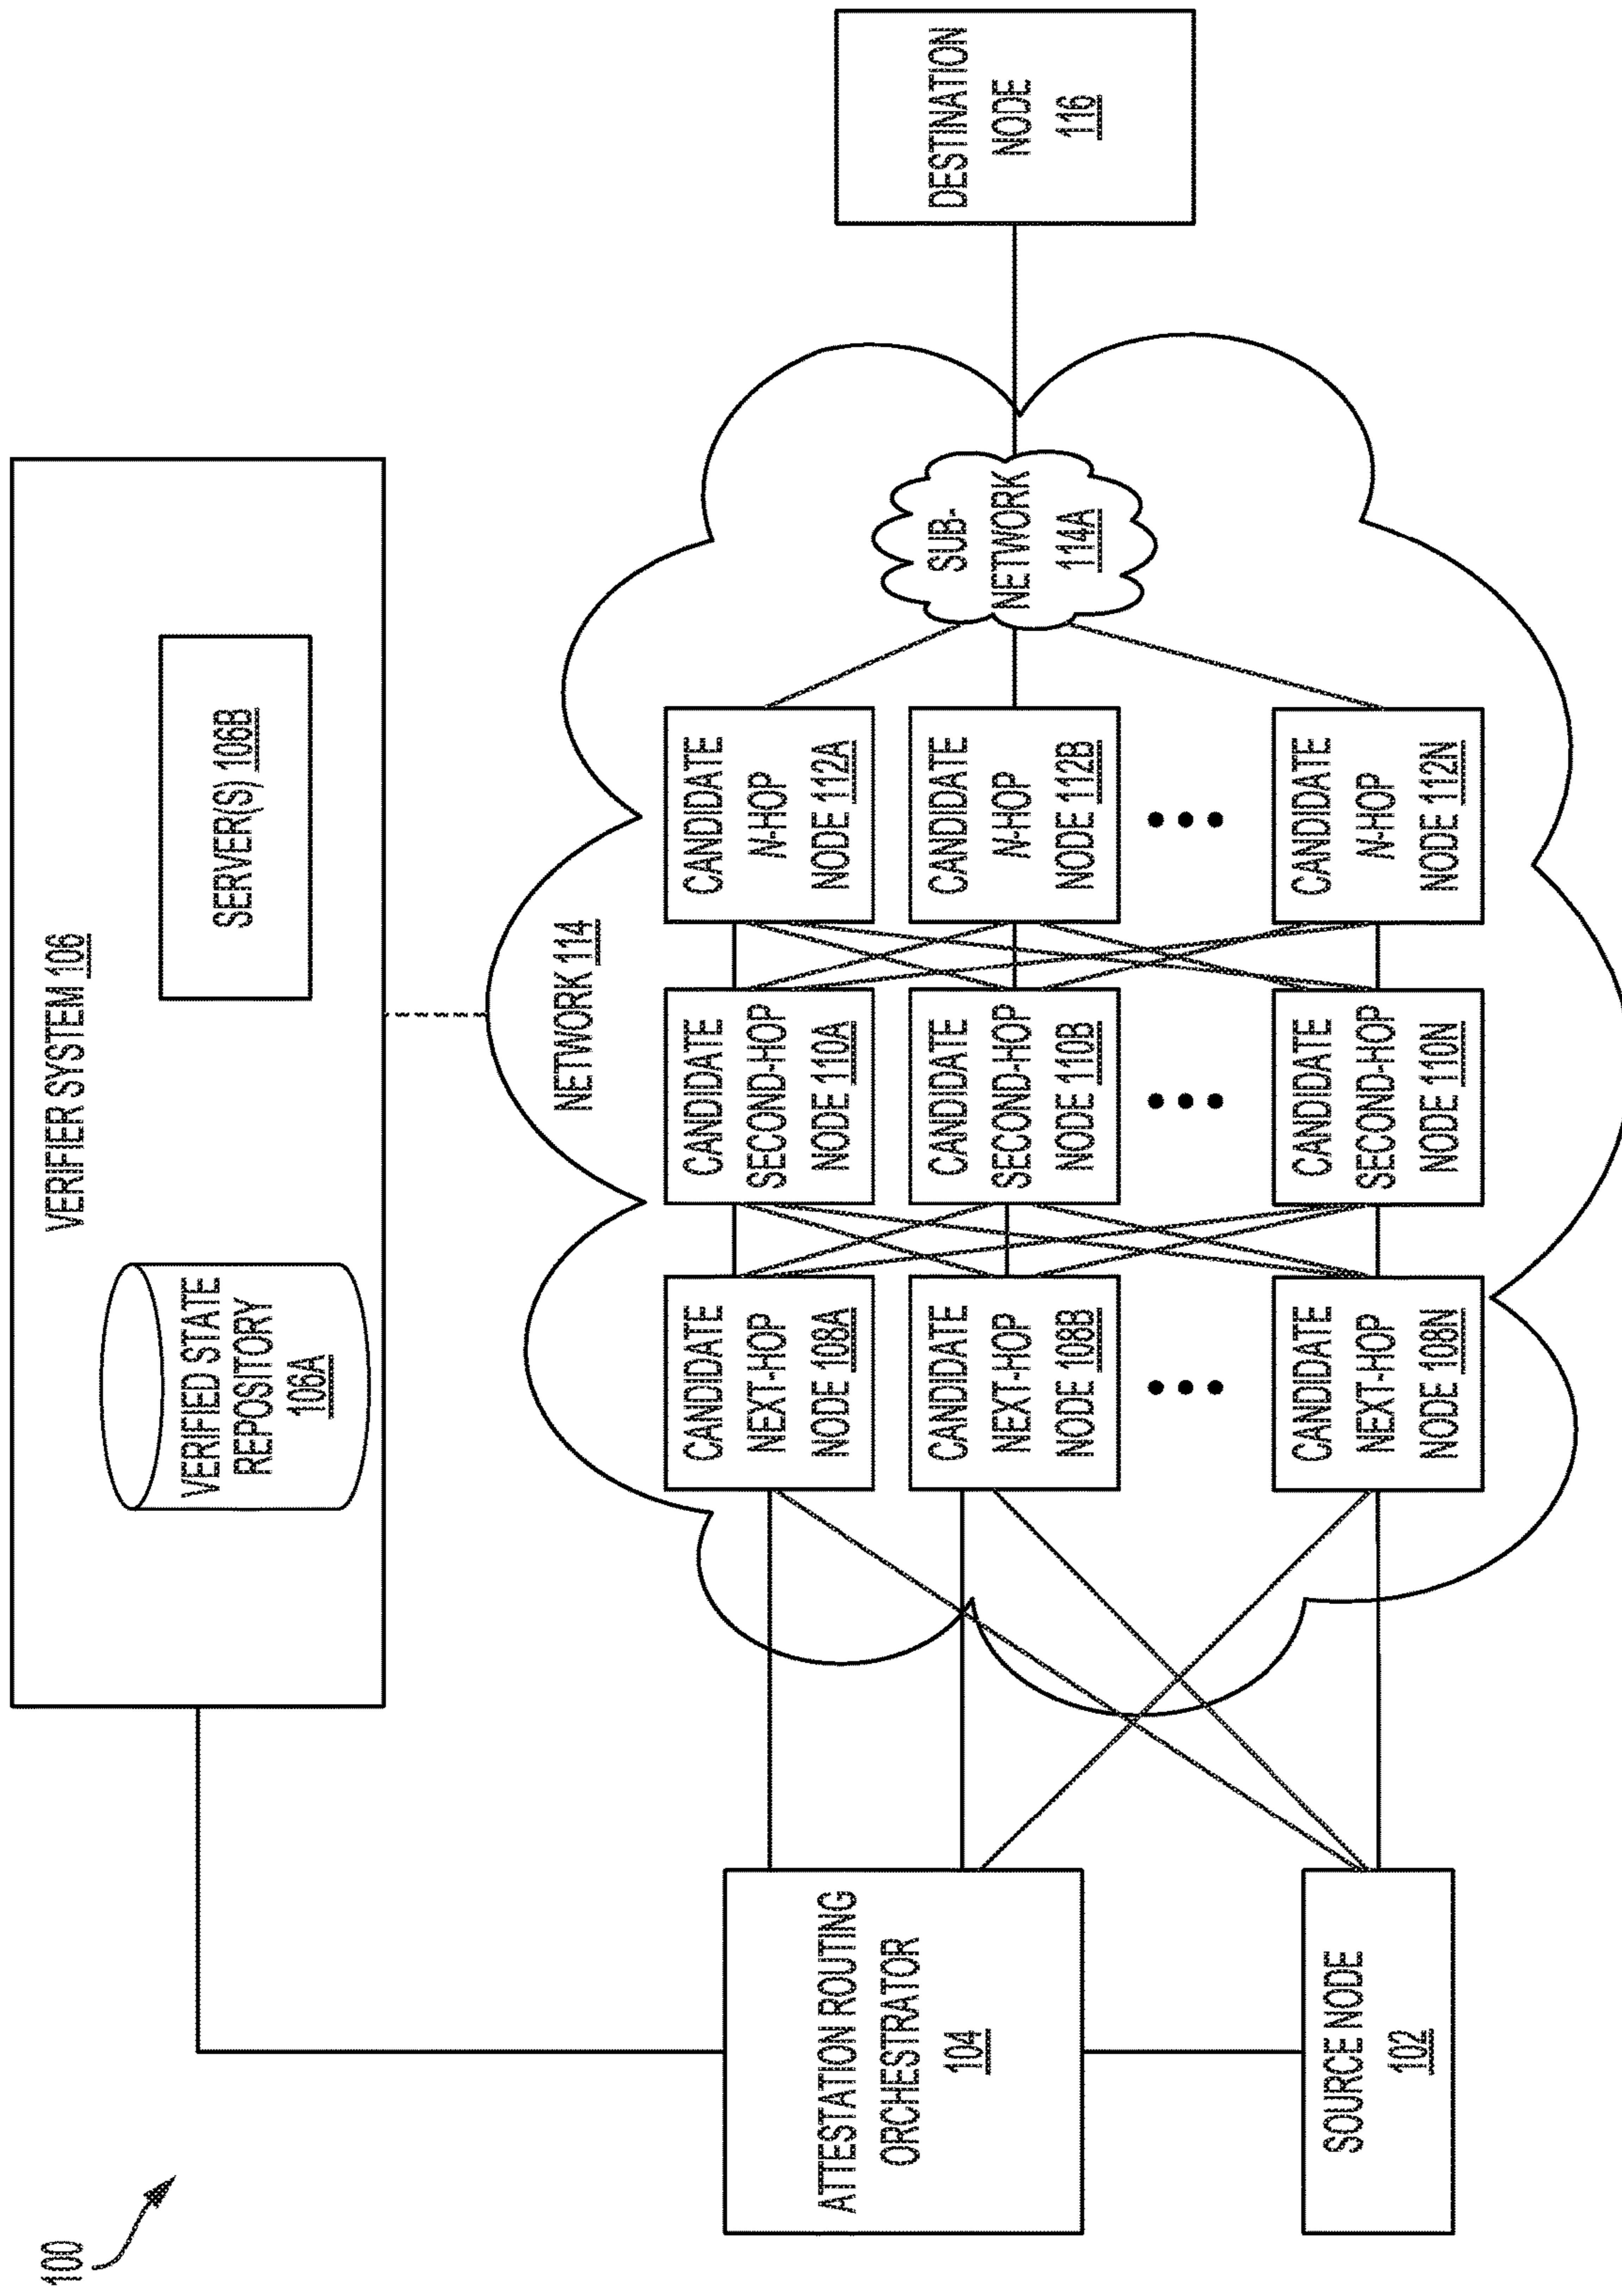 100
VERIFIER SYSTEM 106
VERIFIED STATE
REPOSITORY
106A
SERVER(S) 106B
NETWORK 114
ATTESTATION ROUTING
ORCHESTRATOR
104
SOURCE NODE
102
CANDIDATE
NEXT-HOP
NODE 108A
CANDIDATE
SECOND-HOP
NODE 110A
CANDIDATE
N-HOP
NODE 112A
CANDIDATE
NEXT-HOP
NODE 108B
CANDIDATE
SECOND-HOP
NODE 110B
CANDIDATE
N-HOP
NODE 112B
CANDIDATE
NEXT-HOP
NODE 108N
CANDIDATE
SECOND-HOP
NODE 110N
CANDIDATE
N-HOP
NODE 112N
SUB-
NETWORK
114A
DESTINATION
NODE
116